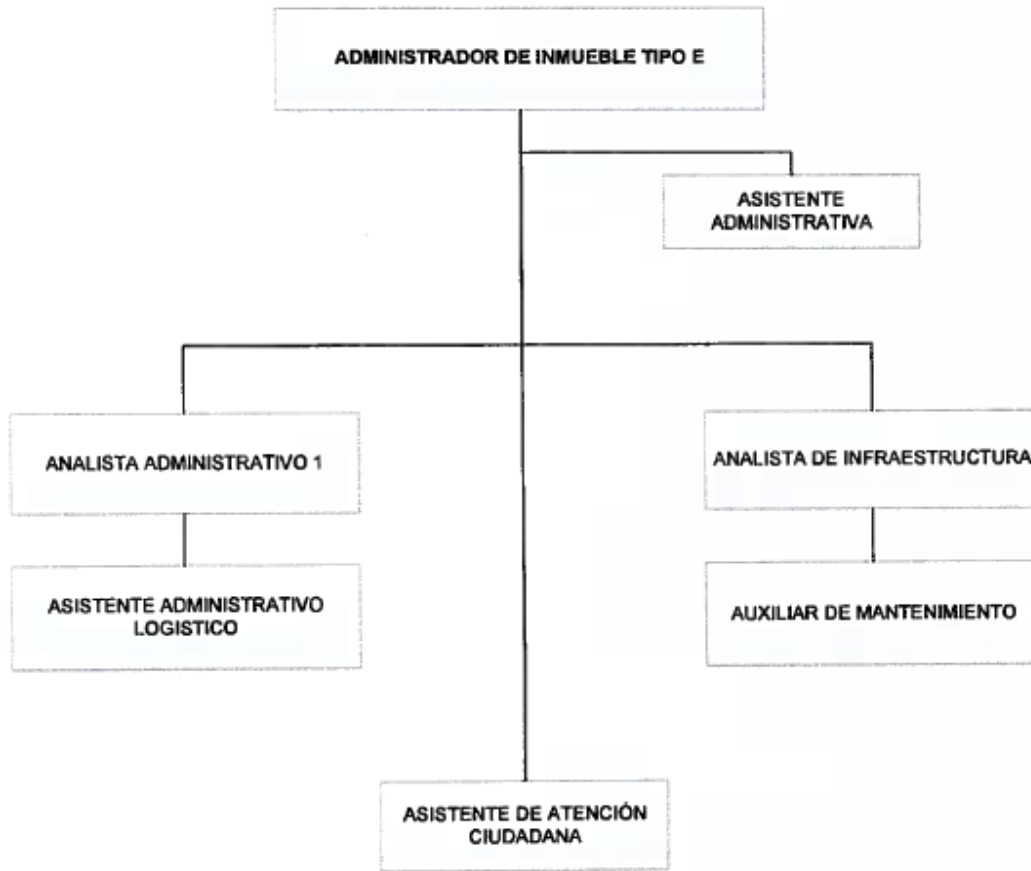 ADMINISTRADOR DE INMUEBLE TIPO E
ASISTENTE
ADMINISTRATIVA
ANALISTA ADMINISTRATIVO 1
ANALISTA DE INFRAESTRUCTURA
ASISTENTE ADMINISTRATIVO
LOGISTICO
AUXILIAR DE MANTENIMIENTO
ASISTENTE DE ATENCIÓN
CIUDADANA